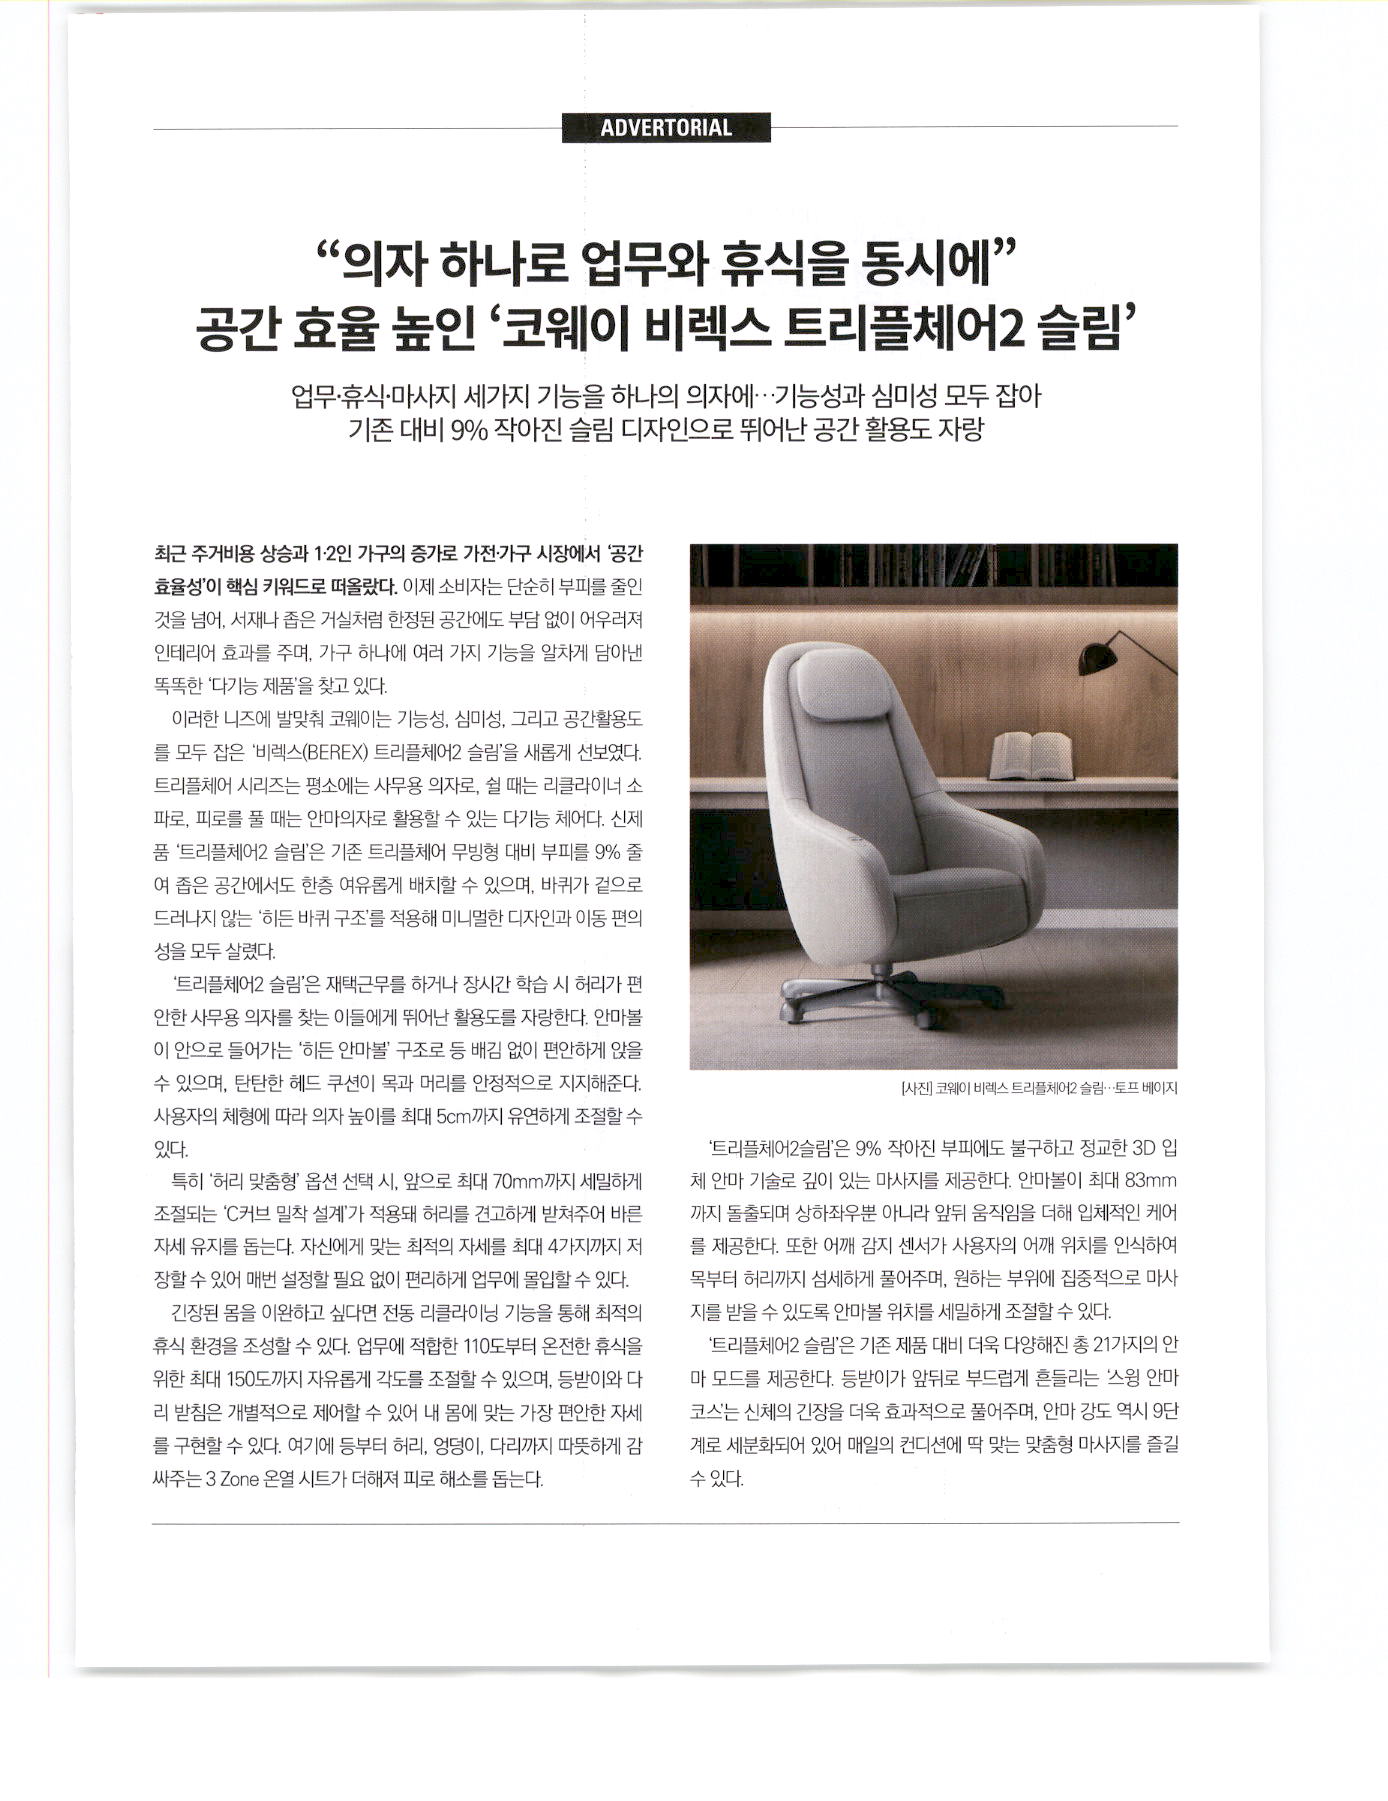 ADVERTORIAL
“의자 하나로 업무와 휴식을 동시에”
공간 효율 높인 ‘코웨이 비렉스 트리플체어2 슬림’
업무·휴식·마사지 세가지 기능을 하나의 의자에…기능성과 심미성 모두 잡아
기존 대비 9% 작아진 슬림 디자인으로 뛰어난 공간 활용도 자랑
최근 주거비용 상승과 1·2인 가구의 증가로 가전·가구 시장에서 ‘공간
효율성’이 핵심 키워드로 떠올랐다. 이제 소비자는 단순히 부피를 줄인
것을 넘어, 서재나 좁은 거실처럼 한정된 공간에도 부담 없이 어우러져
인테리어 효과를 주며, 가구 하나에 여러 가지 기능을 알차게 담아낸
똑똑한 ‘다기능 제품’을 찾고 있다.
이러한 니즈에 발맞춰 코웨이는 기능성, 심미성, 그리고 공간활용도
를 모두 잡은 ‘비렉스(BEREX) 트리플체어2 슬림’을 새롭게 선보였다.
트리플체어 시리즈는 평소에는 사무용 의자로, 쉴 때는 리클라이너 소
파로, 피로를 풀 때는 안마의자로 활용할 수 있는 다기능 체어다. 신제
품 ‘트리플체어2 슬림’은 기존 트리플체어 무빙형 대비 부피를 9% 줄
여 좁은 공간에서도 한층 여유롭게 배치할 수 있으며, 바퀴가 겉으로
드러나지 않는 ‘히든 바퀴 구조’를 적용해 미니멀한 디자인과 이동 편의
성을 모두 살렸다.
‘트리플체어2 슬림’은 재택근무를 하거나 장시간 학습 시 허리가 편
안한 사무용 의자를 찾는 이들에게 뛰어난 활용도를 자랑한다. 안마볼
이 안으로 들어가는 ‘히든 안마볼’ 구조로 등 배김 없이 편안하게 앉을
수 있으며, 탄탄한 헤드 쿠션이 목과 머리를 안정적으로 지지해준다.
사용자의 체형에 따라 의자 높이를 최대 5cm까지 유연하게 조절할 수
있다.
특히 ‘허리 맞춤형’ 옵션 선택 시, 앞으로 최대 70mm까지 세밀하게
조절되는 ‘C커브 밀착 설계’가 적용돼 허리를 견고하게 받쳐주어 바른
자세 유지를 돕는다. 자신에게 맞는 최적의 자세를 최대 4가지까지 저
장할 수 있어 매번 설정할 필요 없이 편리하게 업무에 몰입할 수 있다.
긴장된 몸을 이완하고 싶다면 전동 리클라이닝 기능을 통해 최적의
휴식 환경을 조성할 수 있다. 업무에 적합한 110도부터 온전한 휴식을
위한 최대 150도까지 자유롭게 각도를 조절할 수 있으며, 등받이와 다
리 받침은 개별적으로 제어할 수 있어 내 몸에 맞는 가장 편안한 자세
를 구현할 수 있다. 여기에 등부터 허리, 엉덩이, 다리까지 따뜻하게 감
싸주는 3 Zone 온열 시트가 더해져 피로 해소를 돕는다.
[사진] 코웨이 비렉스 트리플체어2 슬림…토프 베이지
‘트리플체어2슬림’은 9% 작아진 부피에도 불구하고 정교한 3D 입
체 안마 기술로 깊이 있는 마사지를 제공한다. 안마볼이 최대 83mm
까지 돌출되며 상하좌우뿐 아니라 앞뒤 움직임을 더해 입체적인 케어
를 제공한다. 또한 어깨 감지 센서가 사용자의 어깨 위치를 인식하여
목부터 허리까지 섬세하게 풀어주며, 원하는 부위에 집중적으로 마사
지를 받을 수 있도록 안마볼 위치를 세밀하게 조절할 수 있다.
‘트리플체어2 슬림’은 기존 제품 대비 더욱 다양해진 총 21가지의 안
마 모드를 제공한다. 등받이가 앞뒤로 부드럽게 흔들리는 ‘스윙 안마
코스’는 신체의 긴장을 더욱 효과적으로 풀어주며, 안마 강도 역시 9단
계로 세분화되어 있어 매일의 컨디션에 딱 맞는 맞춤형 마사지를 즐길
수 있다.